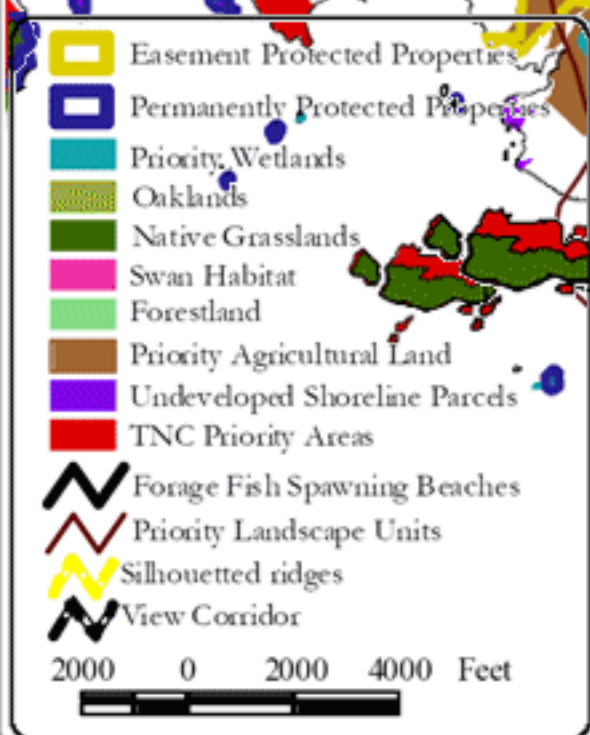 Easement Protected Properties
Permanently Protected Properties
Priority Wetlands
Oaklands
Native Grasslands
Swan Habitat
Forestland
Priority Agricultural Land
Undeveloped Shoreline Parcels
TNC Priority Areas
Forage Fish Spawning Beaches
Priority Landscape Units
Silhouetted ridges
View Corridor
2000 0 2000 4000 Feet